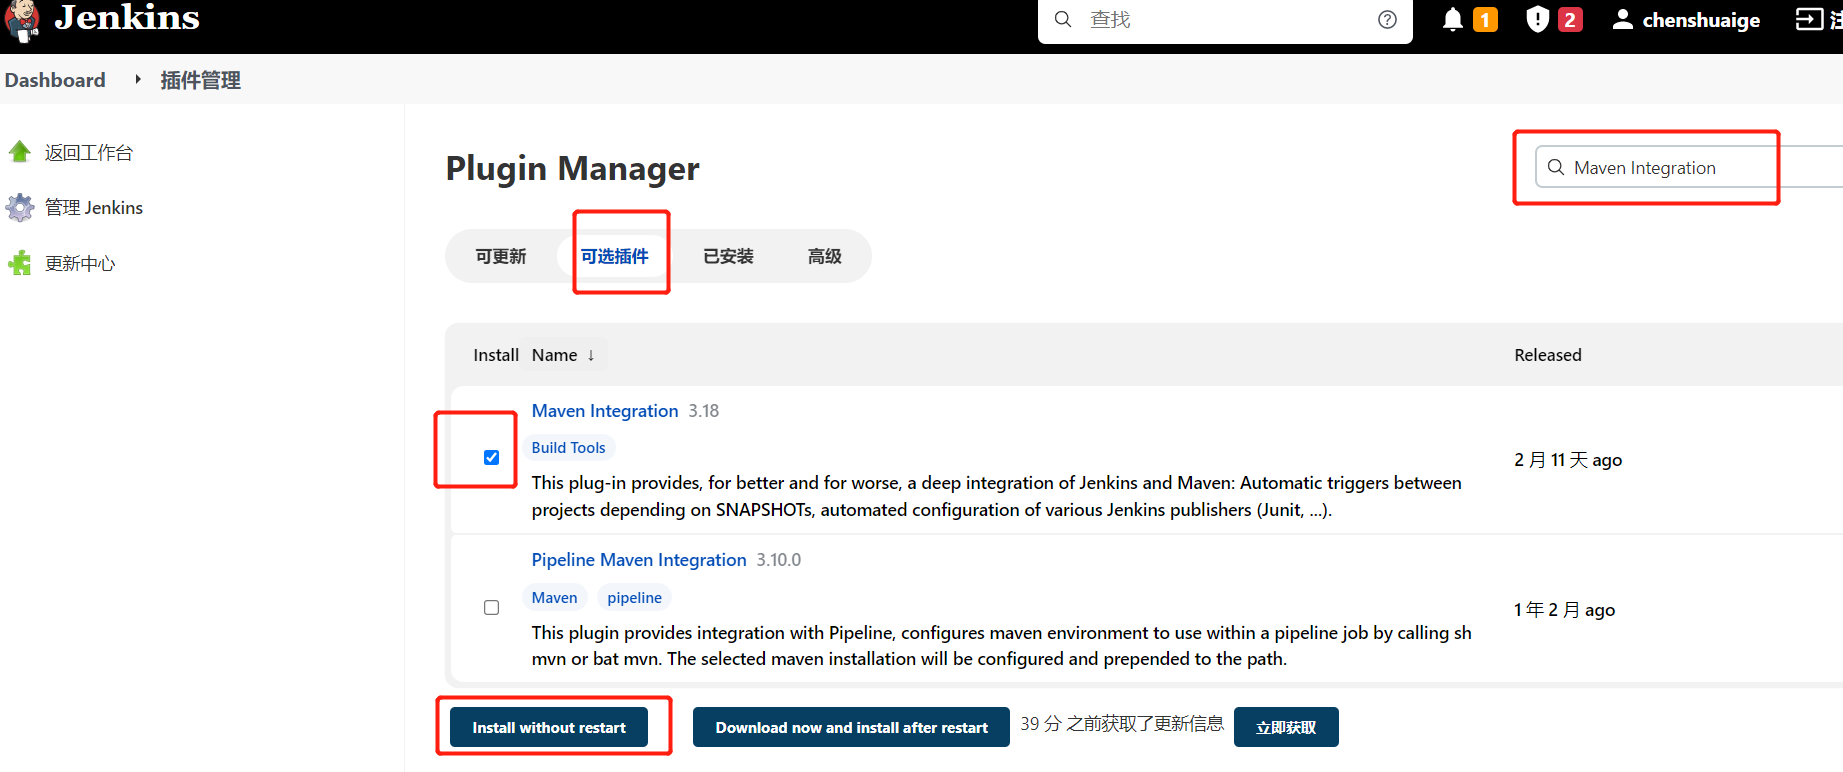 Jenkins
查找
1
2
chenshuaige
注
Dashboard
插件管理
返回工作台
管理 Jenkins
更新中心
Plugin Manager
Maven Integration
可更新
可选插件
已安装
高级
Install
Name ↓
Released
Maven Integration 3.18
Build Tools
This plug-in provides, for better and for worse, a deep integration of Jenkins and Maven: Automatic triggers between
projects depending on SNAPSHOTs, automated configuration of various Jenkins publishers (Junit, ...).
2 月 11 天 ago
Pipeline Maven Integration 3.10.0
Maven
pipeline
This plugin provides integration with Pipeline, configures maven environment to use within a pipeline job by calling sh
mvn or bat mvn. The selected maven installation will be configured and prepended to the path.
1 年 2 月 ago
Install without restart
Download now and install after restart
39 分 之前获取了更新信息
立即获取